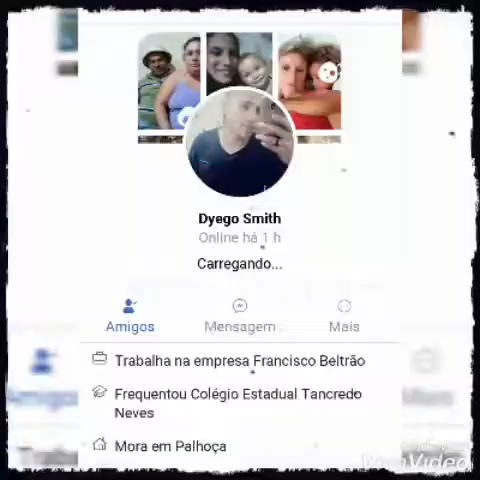 Dyego Smith
Online há 1 h
Carregando...
Amigos
Mensagem
Mais
Trabalha na empresa Francisco Beltrão
Frequentou Colégio Estadual Tancredo
Neves
Mora em Palhoça